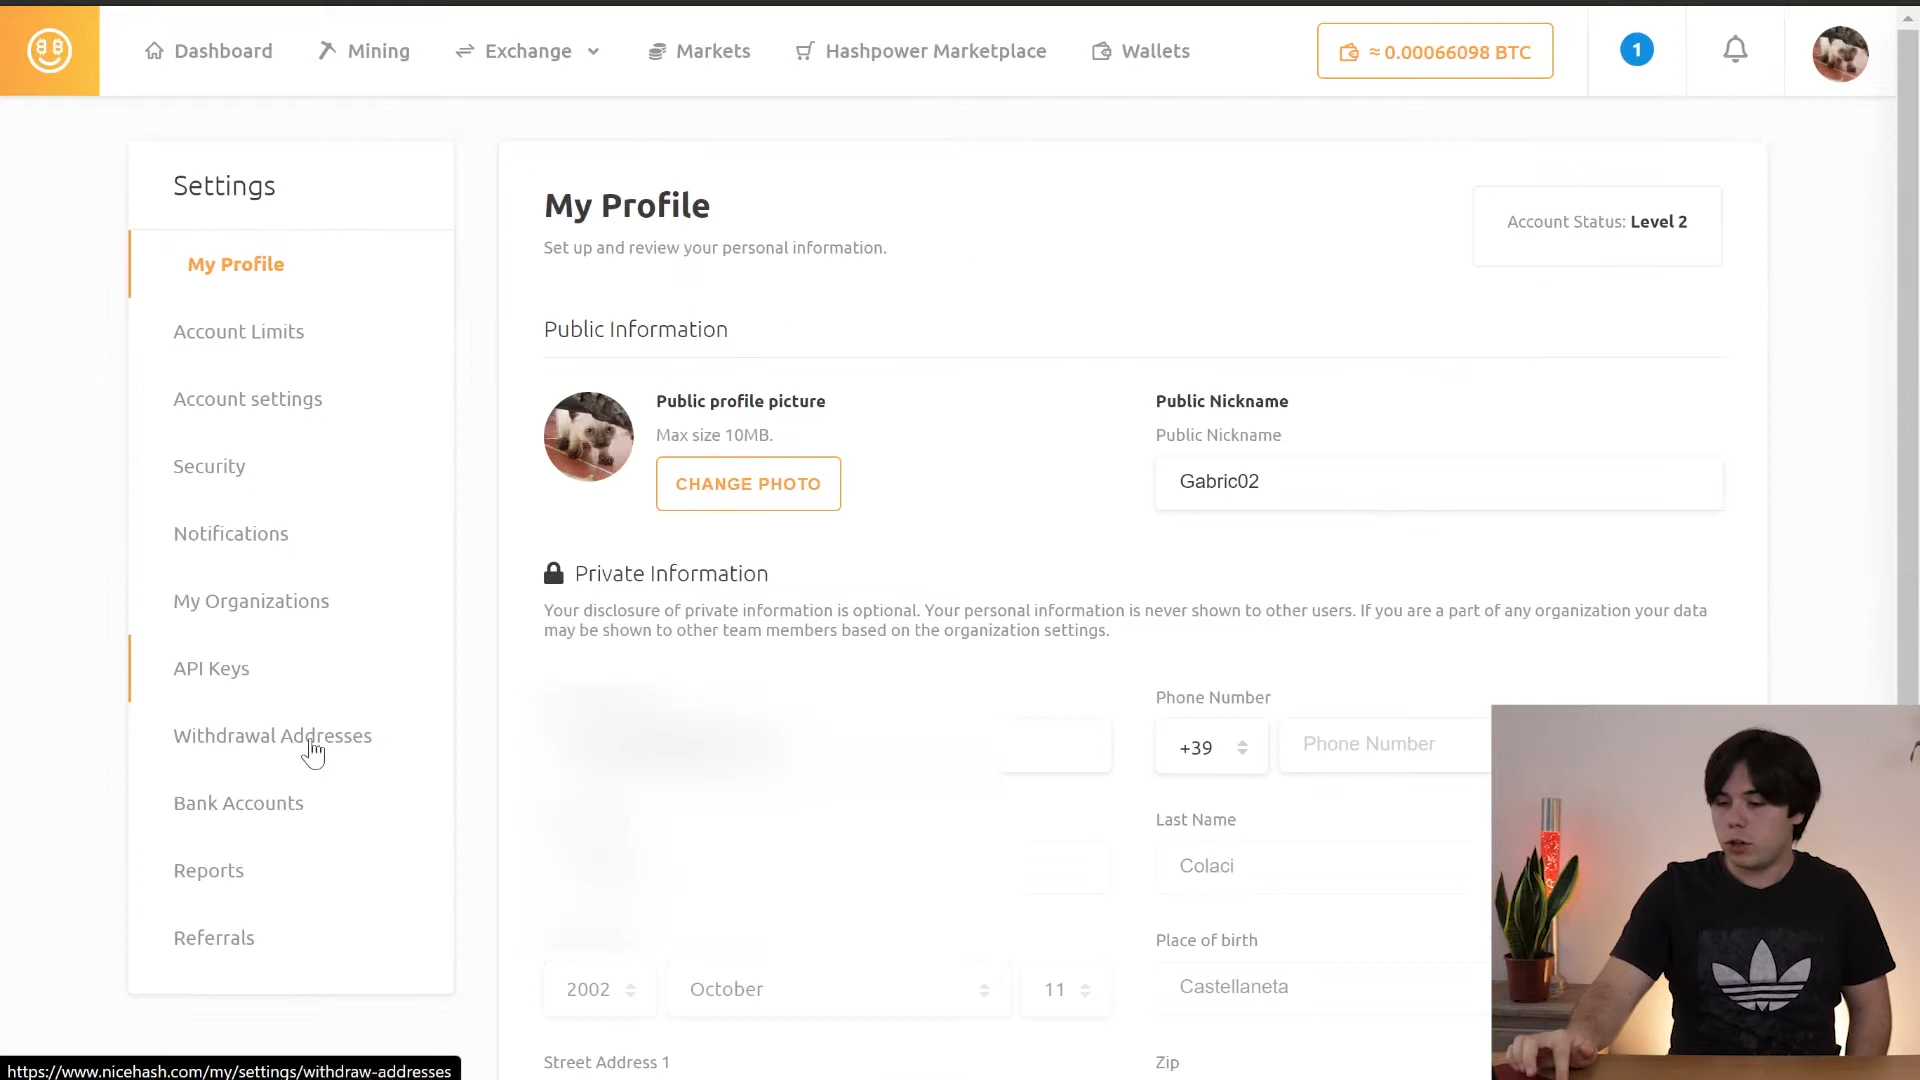 Dashboard
Mining
Exchange
Markets
Hashpower Marketplace
Wallets
≈ 0.00066098 BTC
1
Settings
My Profile
Account Limits
Account settings
Security
Notifications
My Organizations
API Keys
Withdrawal Addresses
Bank Accounts
Reports
Referrals
My Profile
Set up and review your personal information.
Account Status: Level 2
Public Information
Public profile picture
Max size 10MB.
CHANGE PHOTO
Public Nickname
Public Nickname
Gabric02
Private Information
Your disclosure of private information is optional. Your personal information is never shown to other users. If you are a part of any organization your data
may be shown to other team members based on the organization settings.
Phone Number
+39
Phone Number
Last Name
Colaci
Place of birth
Castellaneta
2002
October
11
Street Address 1
Zip
https://www.nicehash.com/my/settings/withdraw-addresses